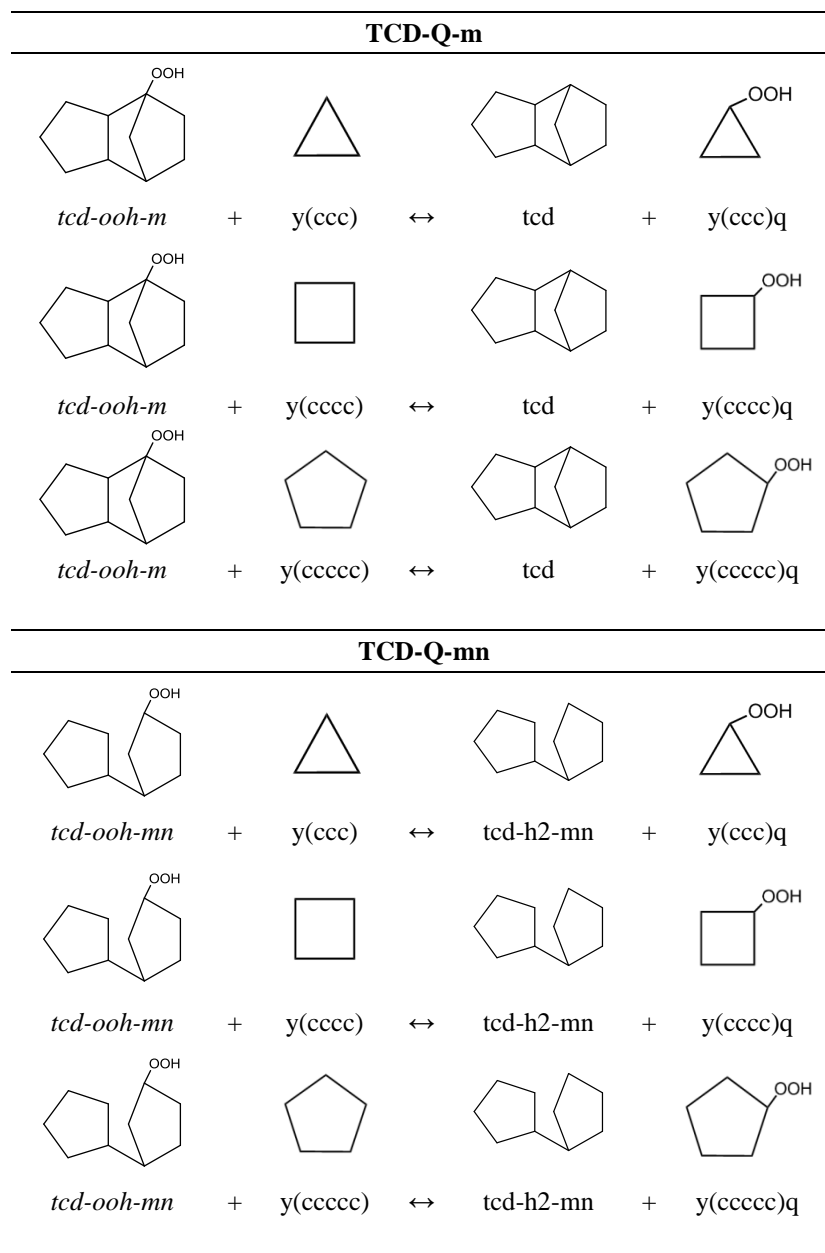 TCD-Q-m
OOH OOH
tcd-ooh-m + y(ccc) ↔ tcd + y(ccc)q
OOH OOH
tcd-ooh-m + y(cccc) ↔ tcd + y(cccc)q
OOH OOH
tcd-ooh-m + y(ccccc) ↔ tcd + y(ccccc)q
TCD-Q-mn
OOH OOH
tcd-ooh-mn + y(ccc) ↔ tcd-h2-mn + y(ccc)q
OOH OOH
tcd-ooh-mn + y(cccc) ↔ tcd-h2-mn + y(cccc)q
OOH OOH
tcd-ooh-mn + y(ccccc) ↔ tcd-h2-mn + y(ccccc)q